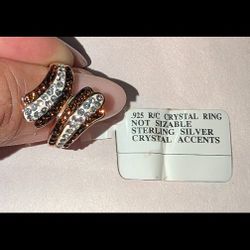 .925 R/C CRYSTAL RING
NOT SIZABLE
STERLING SILVER
CRYSTAL ACCENTS